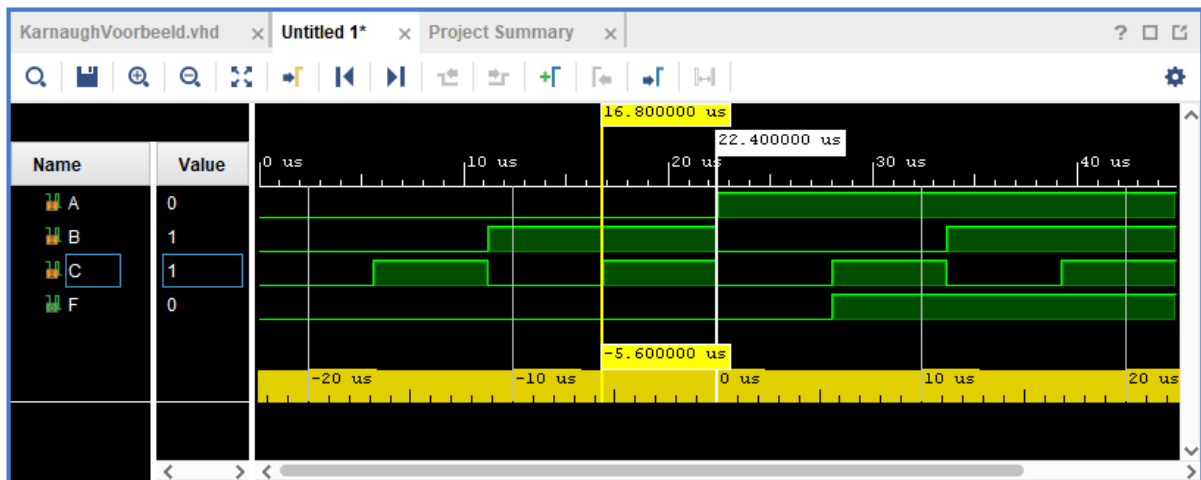 KarnaughVoorbeeld.vhd × Untitled 1* × Project Summary × ?
16.800000 us
22.400000 us
Name Value 0 us 10 us 20 us 30 us 40 us
A 0
B 1
C 1
F 0
-5.600000 us
-20 us -10 us 0 us 10 us 20 us